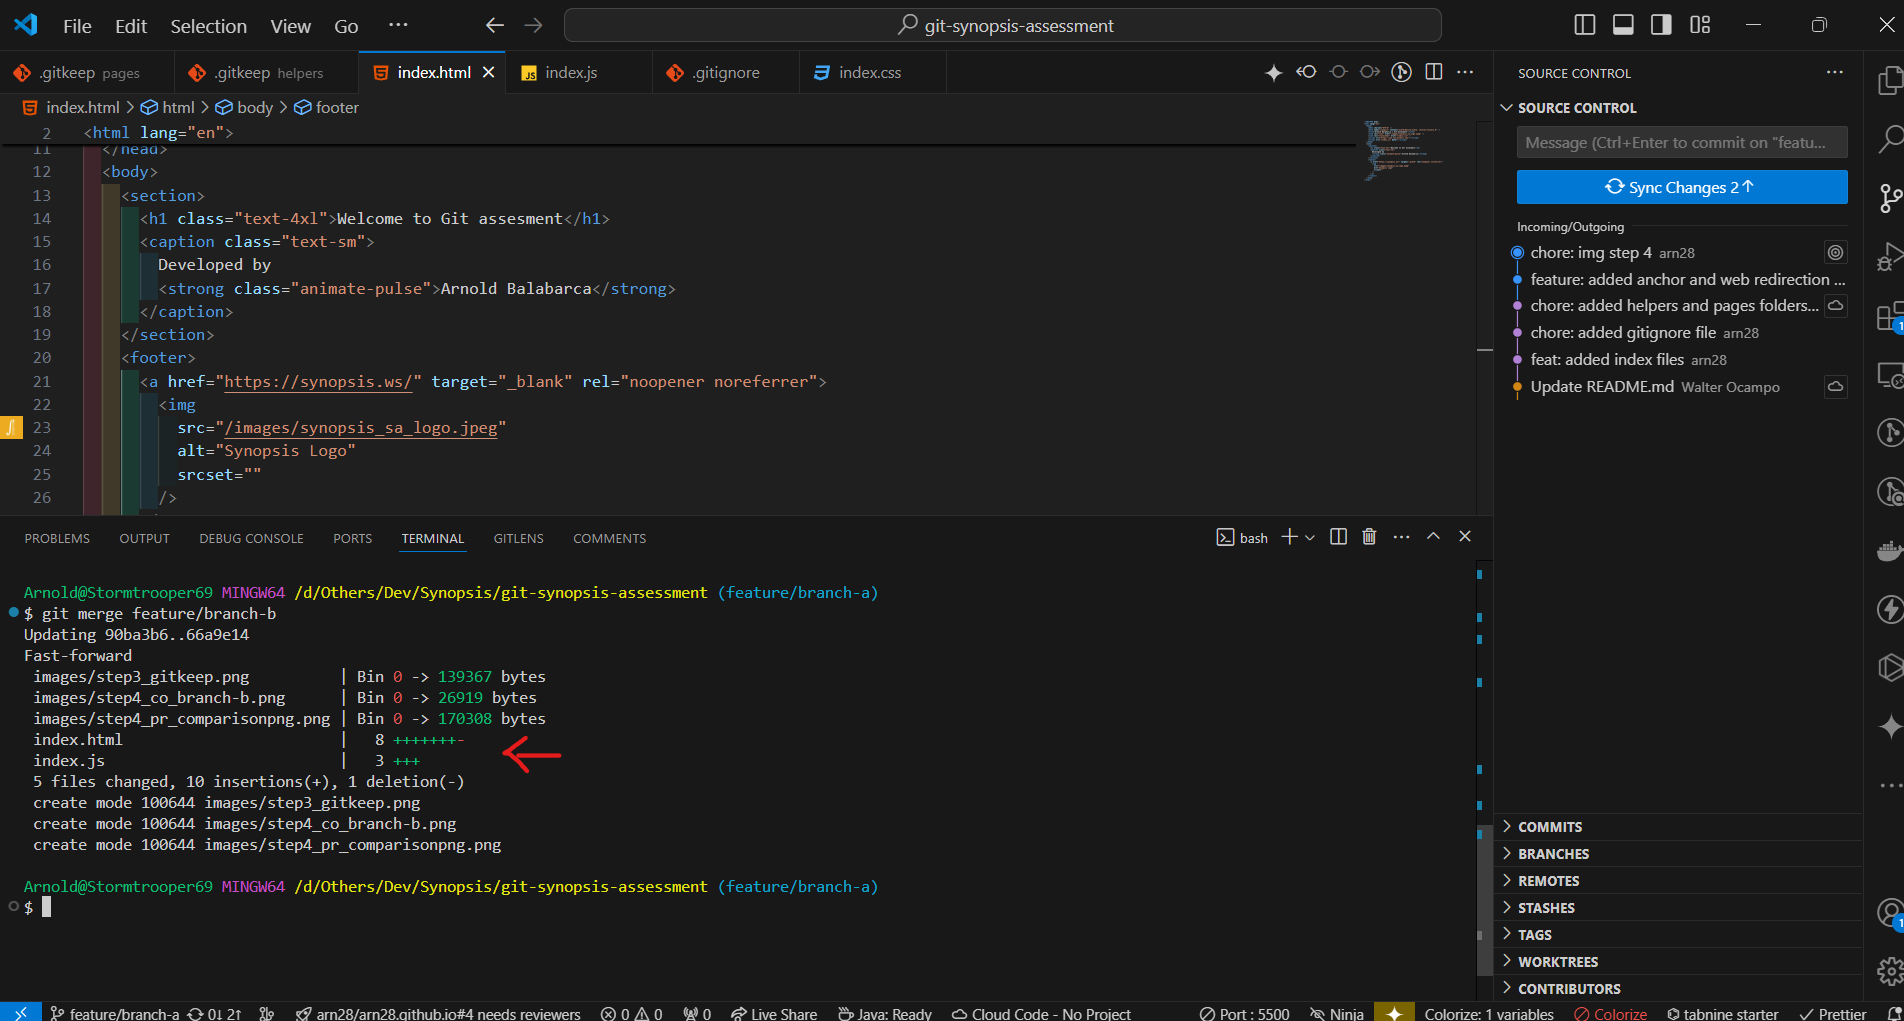 File Edit Selection View Go ···
git-synopsis-assessment
.gitkeep pages
.gitkeep helpers
index.html
JS index.js
.gitignore
index.css
index.html > html > body > footer
2 <html lang="en">
11 </head>
12 <body>
13 <section>
14 <h1 class="text-4xl">Welcome to Git assesment</h1>
15 <caption class="text-sm">
16 Developed by
17 <strong class="animate-pulse">Arnold Balabarca</strong>
18 </caption>
19 </section>
20 <footer>
21 <a href="https://synopsis.ws/" target="_blank" rel="noopener noreferrer">
22 <img
23 src="/images/synopsis_sa_logo.jpeg"
24 alt="Synopsis Logo"
25 srcset=""
26 />
PROBLEMS OUTPUT DEBUG CONSOLE PORTS TERMINAL GITLENS COMMENTS
bash
Arnold@Stormtrooper69 MINGW64 /d/Others/Dev/Synopsis/git-synopsis-assessment (feature/branch-a)
$ git merge feature/branch-b
Updating 90ba3b6..66a9e14
Fast-forward
images/step3_gitkeep.png | Bin 0 -> 139367 bytes
images/step4_co_branch-b.png | Bin 0 -> 26919 bytes
images/step4_pr_comparisonpng.png | Bin 0 -> 170308 bytes
index.html | 8 +++++++-
index.js | 3 +++
5 files changed, 10 insertions(+), 1 deletion(-)
create mode 100644 images/step3_gitkeep.png
create mode 100644 images/step4_co_branch-b.png
create mode 100644 images/step4_pr_comparisonpng.png
Arnold@Stormtrooper69 MINGW64 /d/Others/Dev/Synopsis/git-synopsis-assessment (feature/branch-a)
$
SOURCE CONTROL
SOURCE CONTROL
Message (Ctrl+Enter to commit on "featu...
Sync Changes 2↑
Incoming/Outgoing
chore: img step 4 arn28
feature: added anchor and web redirection ...
chore: added helpers and pages folders...
chore: added gitignore file arn28
feat: added index files arn28
Update README.md Walter Ocampo
COMMITS
BRANCHES
REMOTES
STASHES
TAGS
WORKTREES
CONTRIBUTORS
1
1
feature/branch-a 0↓ 2↑ arn28/arn28.github.io#4 needs reviewers 0 0 0 Live Share Java: Ready Cloud Code - No Project Port : 5500 Ninja Colorize: 1 variables Colorize tabnine starter Prettier